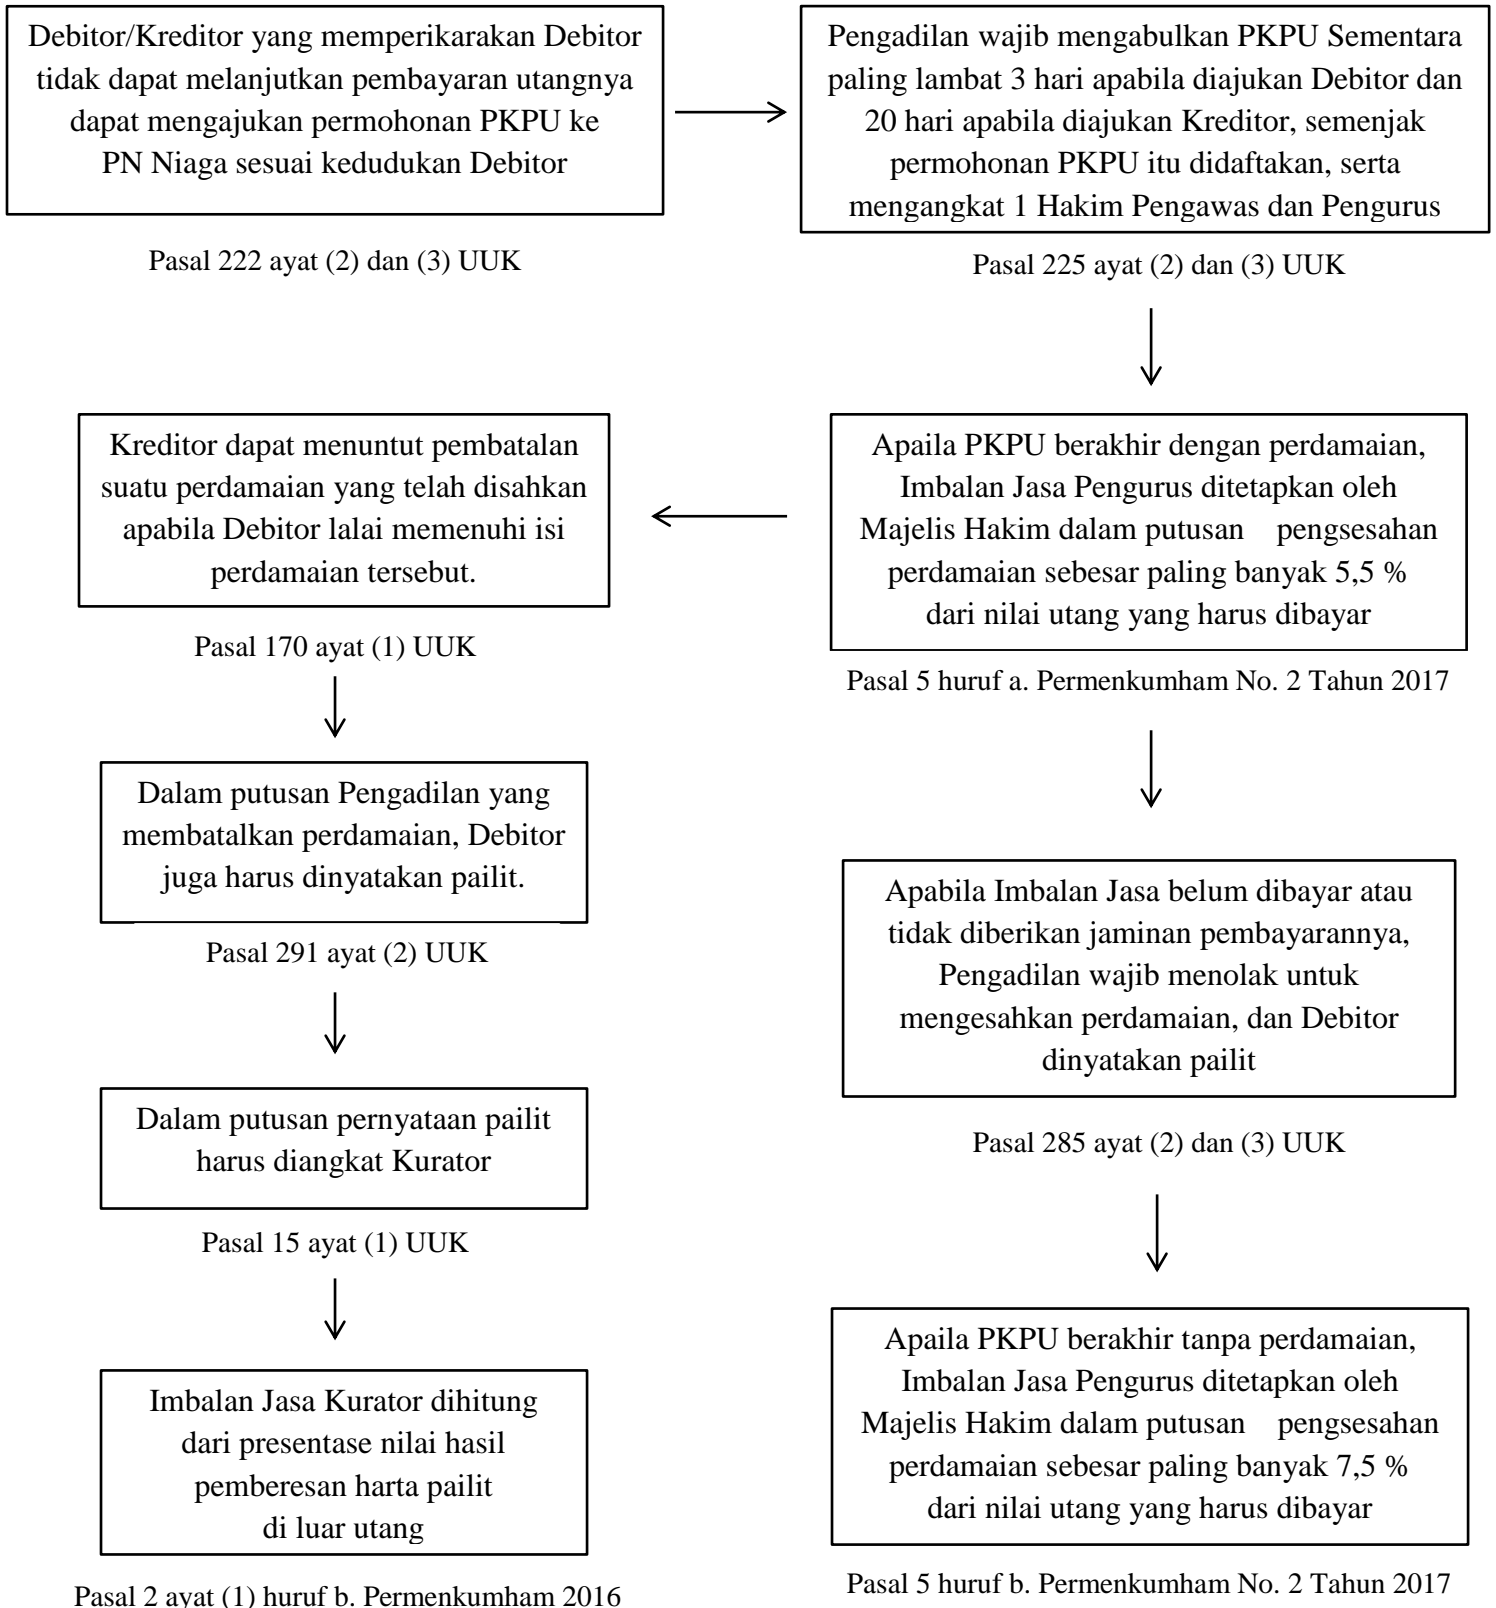 Debitor/Kreditor yang memperikarakan Debitor
tidak dapat melanjutkan pembayaran utangnya
dapat mengajukan permohonan PKPU ke
PN Niaga sesuai kedudukan Debitor
Pasal 222 ayat (2) dan (3) UUK
Pengadilan wajib mengabulkan PKPU Sementara
paling lambat 3 hari apabila diajukan Debitor dan
20 hari apabila diajukan Kreditor, semenjak
permohonan PKPU itu didaftakan, serta
mengangkat 1 Hakim Pengawas dan Pengurus
Pasal 225 ayat (2) dan (3) UUK
Apaila PKPU berakhir dengan perdamaian,
Imbalan Jasa Pengurus ditetapkan oleh
Majelis Hakim dalam putusan pengsesahan
perdamaian sebesar paling banyak 5,5 %
dari nilai utang yang harus dibayar
Pasal 5 huruf a. Permenkumham No. 2 Tahun 2017
Kreditor dapat menuntut pembatalan
suatu perdamaian yang telah disahkan
apabila Debitor lalai memenuhi isi
perdamaian tersebut.
Pasal 170 ayat (1) UUK
Dalam putusan Pengadilan yang
membatalkan perdamaian, Debitor
juga harus dinyatakan pailit.
Pasal 291 ayat (2) UUK
Dalam putusan pernyataan pailit
harus diangkat Kurator
Pasal 15 ayat (1) UUK
Imbalan Jasa Kurator dihitung
dari presentase nilai hasil
pemberesan harta pailit
di luar utang
Pasal 2 ayat (1) huruf b. Permenkumham 2016
Apabila Imbalan Jasa belum dibayar atau
tidak diberikan jaminan pembayarannya,
Pengadilan wajib menolak untuk
mengesahkan perdamaian, dan Debitor
dinyatakan pailit
Pasal 285 ayat (2) dan (3) UUK
Apaila PKPU berakhir tanpa perdamaian,
Imbalan Jasa Pengurus ditetapkan oleh
Majelis Hakim dalam putusan pengsesahan
perdamaian sebesar paling banyak 7,5 %
dari nilai utang yang harus dibayar
Pasal 5 huruf b. Permenkumham No. 2 Tahun 2017